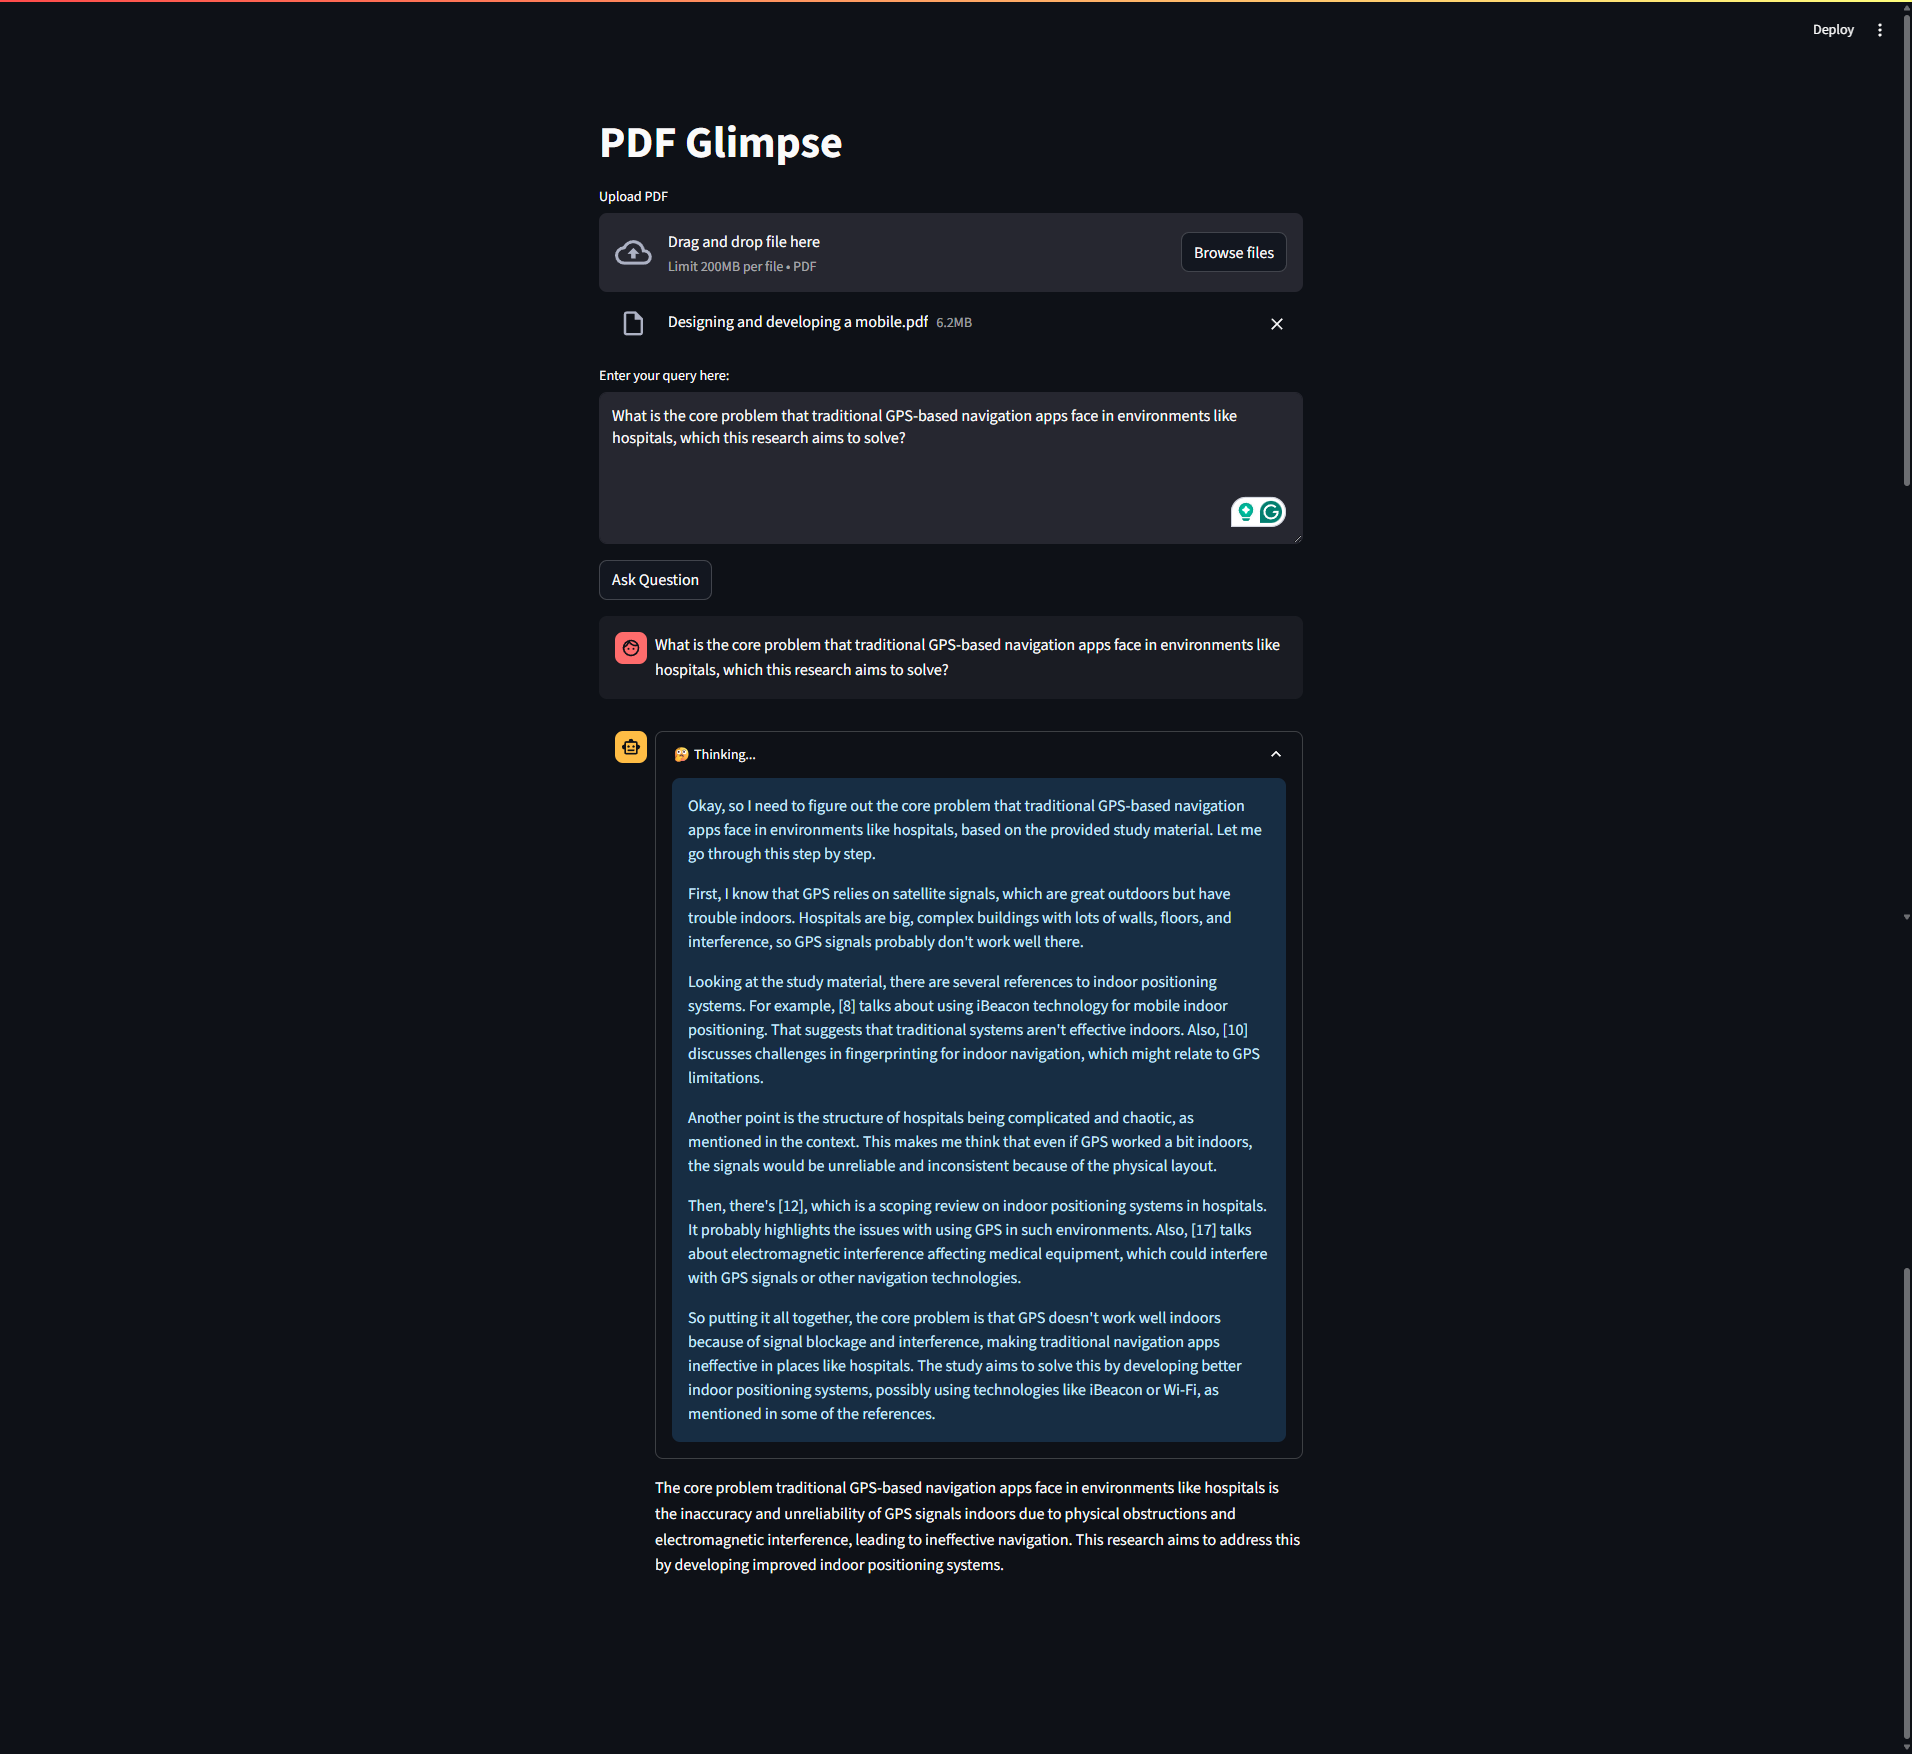 Deploy
PDF Glimpse
Upload PDF
Drag and drop file here
Limit 200MB per file • PDF
Browse files
Designing and developing a mobile.pdf 6.2MB
Enter your query here:
What is the core problem that traditional GPS-based navigation apps face in environments like
hospitals, which this research aims to solve?
Ask Question
What is the core problem that traditional GPS-based navigation apps face in environments like
hospitals, which this research aims to solve?
🤔 Thinking...
Okay, so I need to figure out the core problem that traditional GPS-based navigation
apps face in environments like hospitals, based on the provided study material. Let me
go through this step by step.
First, I know that GPS relies on satellite signals, which are great outdoors but have
trouble indoors. Hospitals are big, complex buildings with lots of walls, floors, and
interference, so GPS signals probably don't work well there.
Looking at the study material, there are several references to indoor positioning
systems. For example, [8] talks about using iBeacon technology for mobile indoor
positioning. That suggests that traditional systems aren't effective indoors. Also, [10]
discusses challenges in fingerprinting for indoor navigation, which might relate to GPS
limitations.
Another point is the structure of hospitals being complicated and chaotic, as
mentioned in the context. This makes me think that even if GPS worked a bit indoors,
the signals would be unreliable and inconsistent because of the physical layout.
Then, there's [12], which is a scoping review on indoor positioning systems in hospitals.
It probably highlights the issues with using GPS in such environments. Also, [17] talks
about electromagnetic interference affecting medical equipment, which could interfere
with GPS signals or other navigation technologies.
So putting it all together, the core problem is that GPS doesn't work well indoors
because of signal blockage and interference, making traditional navigation apps
ineffective in places like hospitals. The study aims to solve this by developing better
indoor positioning systems, possibly using technologies like iBeacon or Wi-Fi, as
mentioned in some of the references.
The core problem traditional GPS-based navigation apps face in environments like hospitals is
the inaccuracy and unreliability of GPS signals indoors due to physical obstructions and
electromagnetic interference, leading to ineffective navigation. This research aims to address this
by developing improved indoor positioning systems.